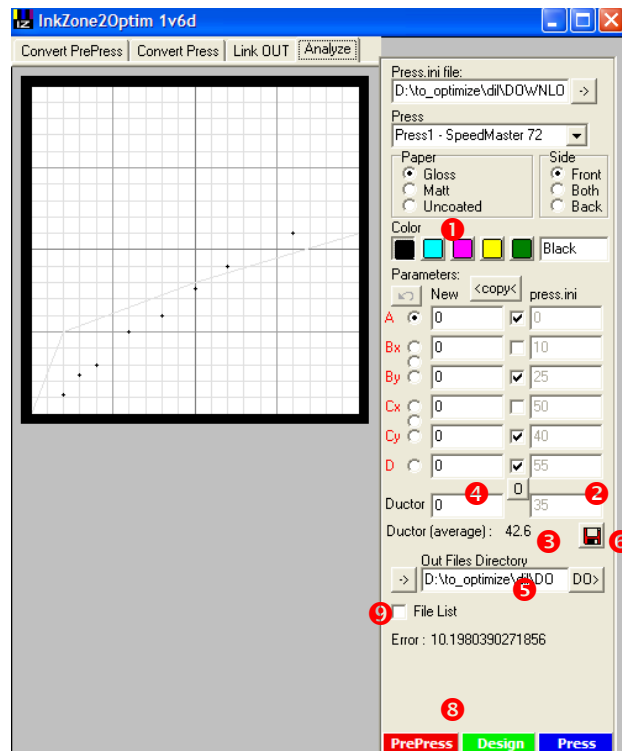 InkZone2Optim 1v6d
Convert PrePress Convert Press Link OUT Analyze
Press.ini file:
D:\to_optimize\dil\DOWNLO ->
Press
Press1 - SpeedMaster 72
Paper Side
Gloss Front
Matt Both
Uncoated Back
Color 1
Black
Parameters:
New <copy< press.ini
A 0 0
Bx 0 10
By 0 25
Cx 0 50
Cy 0 40
D 0 55
4 0 2
Ductor 0 35
Ductor (average) : 42.6 3 6
Out Files Directory
-> D:\to_optimize\dil\DO DO>
5
9 File List
Error : 10.1980390271856
8
PrePress Design Press